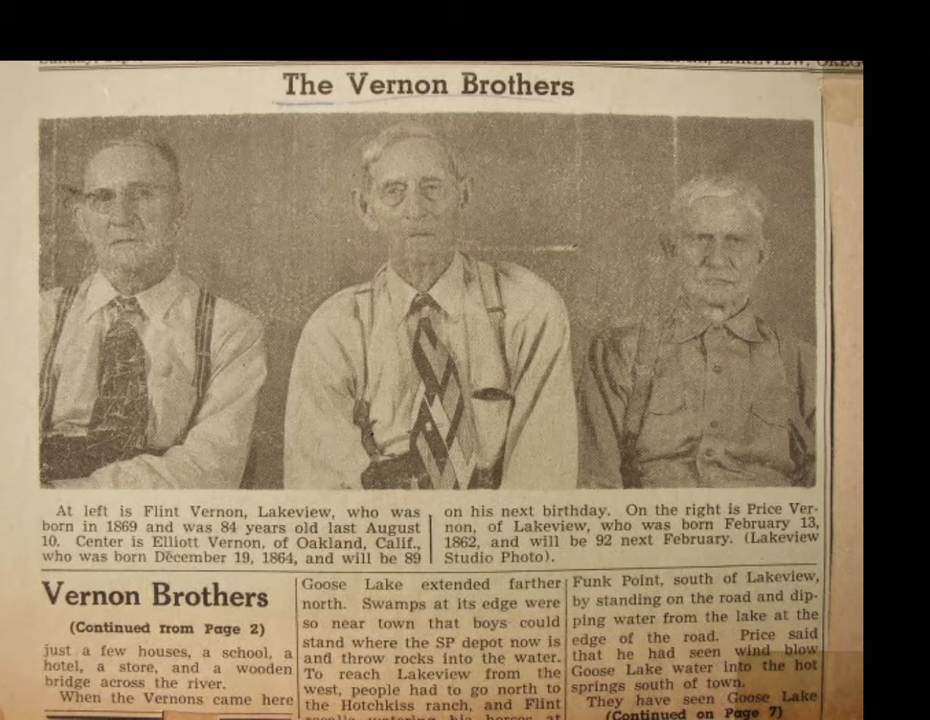 LAKEVIEW, OREG
The Vernon Brothers
At left is Flint Vernon, Lakeview, who was
born in 1869 and was 84 years old last August
10. Center is Elliott Vernon, of Oakland, Calif.,
who was born December 19, 1864, and will be 89
on his next birthday. On the right is Price Ver-
non, of Lakeview, who was born February 13,
1862, and will be 92 next February. (Lakeview
Studio Photo).
Vernon Brothers
(Continued from Page 2)
just a few houses, a school, a
hotel, a store, and a wooden
bridge across the river.
When the Vernons came here
Goose Lake extended farther
north. Swamps at its edge were
so near town that boys could
stand where the SP depot now is
and throw rocks into the water.
To reach Lakeview from the
west, people had to go north to
the Hotchkiss ranch, and Flint
recalls watering his horses at
Funk Point, south of Lakeview,
by standing on the road and dip-
ping water from the lake at the
edge of the road. Price said
that he had seen wind blow
Goose Lake water into the hot
springs south of town.
They have seen Goose Lake
(Continued on Page 7)